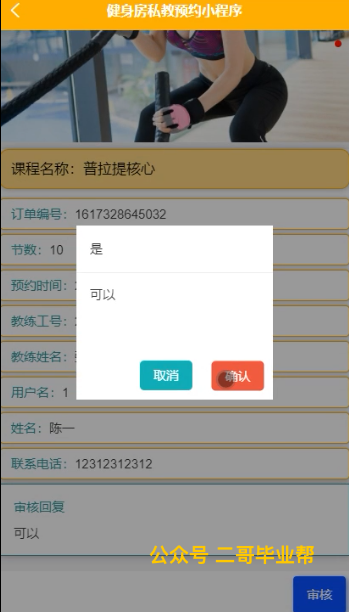 健身房私教预约小程序
课程名称：普拉提核心
订单编号：1617328645032
节数：10
是
预约时间：
可以
教练工号：
教练姓名：
取消
确认
用户名：1
姓名：陈一
联系电话：12312312312
审核回复
可以
公众号 二哥毕业帮
审核